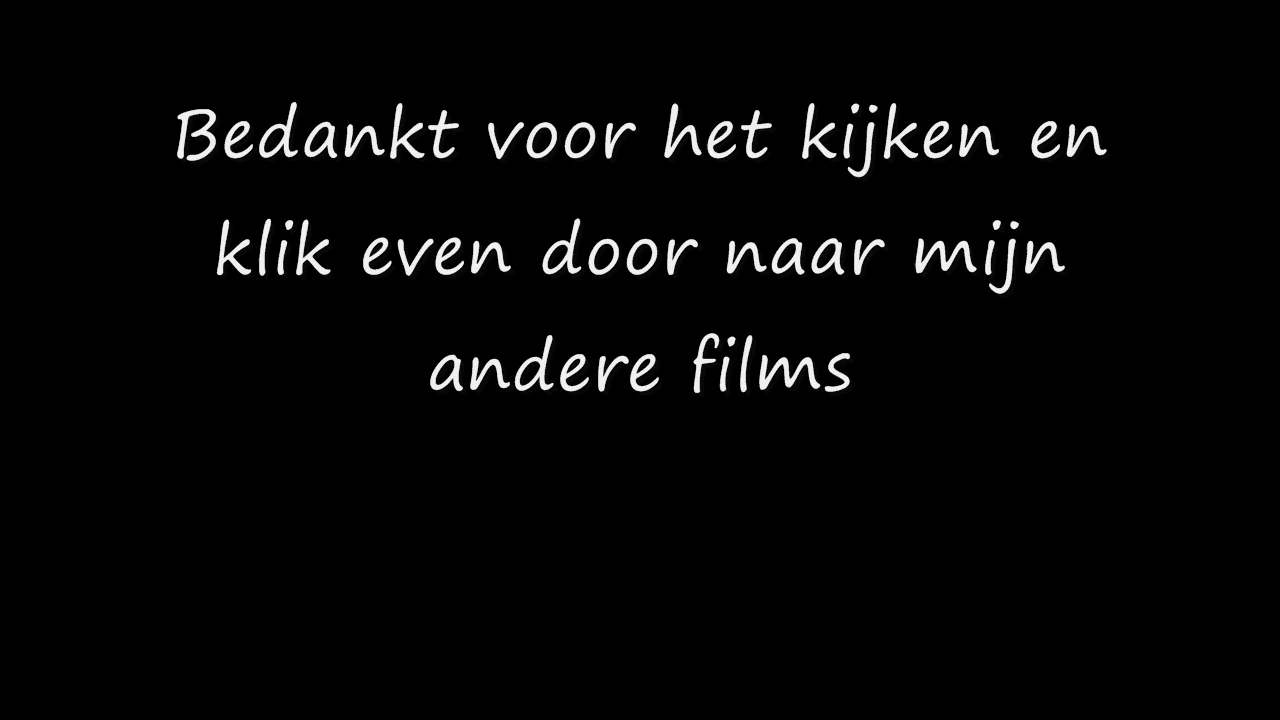 Bedankt voor het kijken en
klik even door naar mijn
andere films